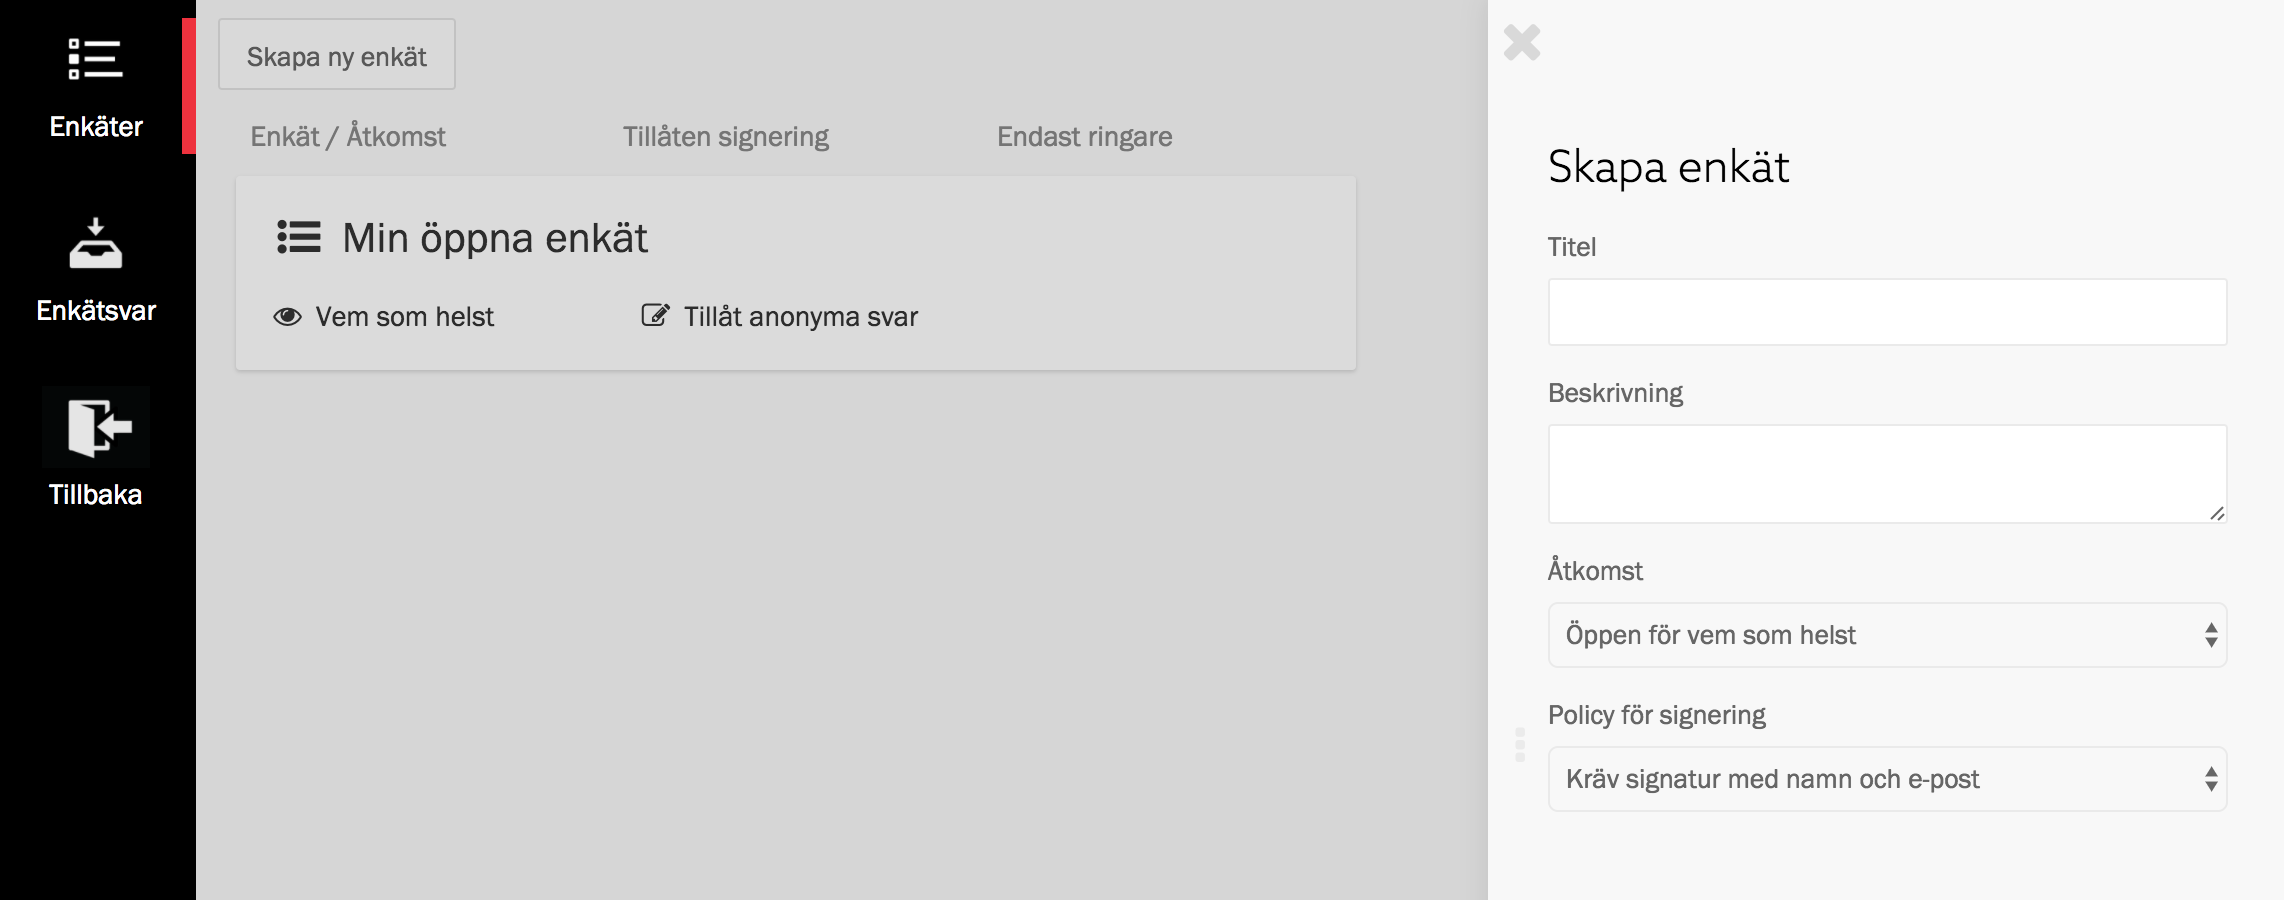 Enkäter
Enkätsvar
Tillbaka
Skapa ny enkät
Enkät / Åtkomst
Tillåten signering
Endast ringare
Min öppna enkät
Vem som helst
Tillåt anonyma svar
Skapa enkät
Titel
Beskrivning
Åtkomst
Öppen för vem som helst
Policy för signering
Kräv signatur med namn och e-post